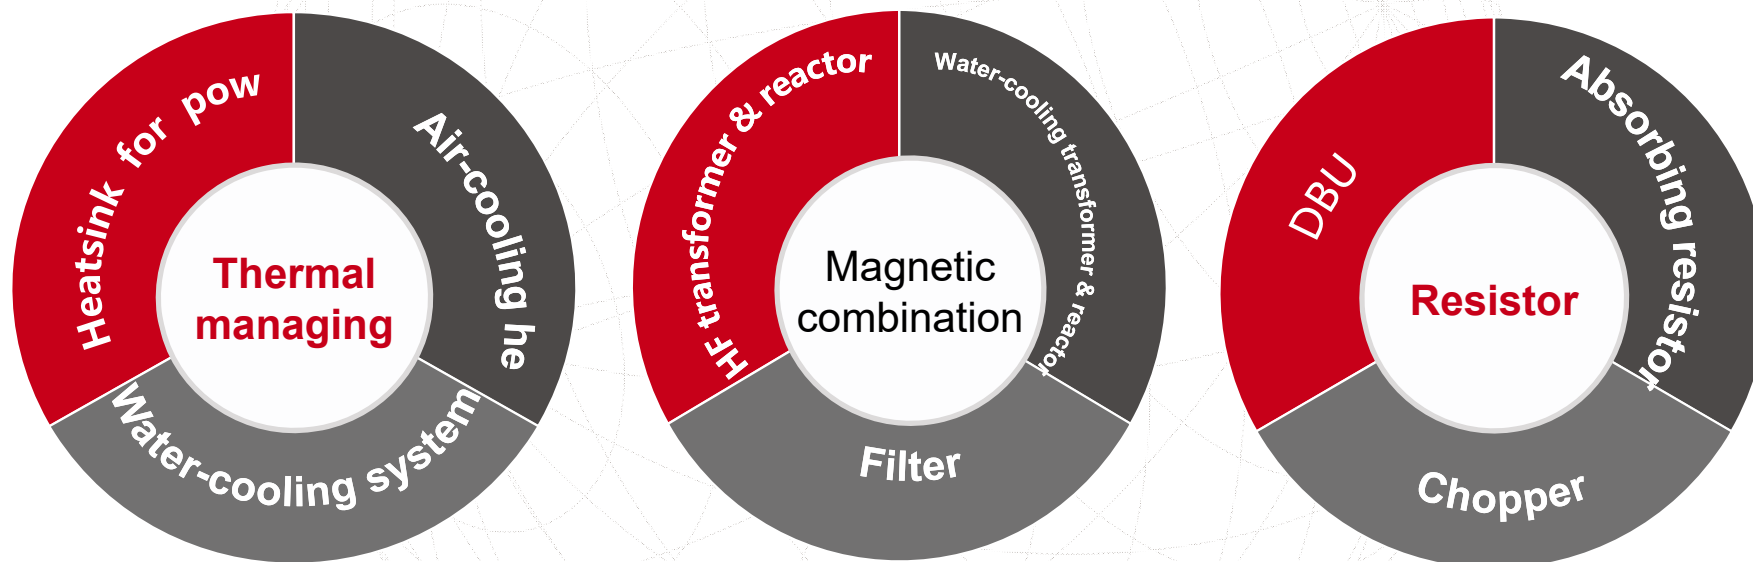 Heatsink for pow
Air-cooling he
Water-cooling system
Thermal
managing
HF transformer & reactor
Water-cooling transformer & reactor
Filter
Magnetic
combination
DBU
Absorbing resistor
Chopper
Resistor